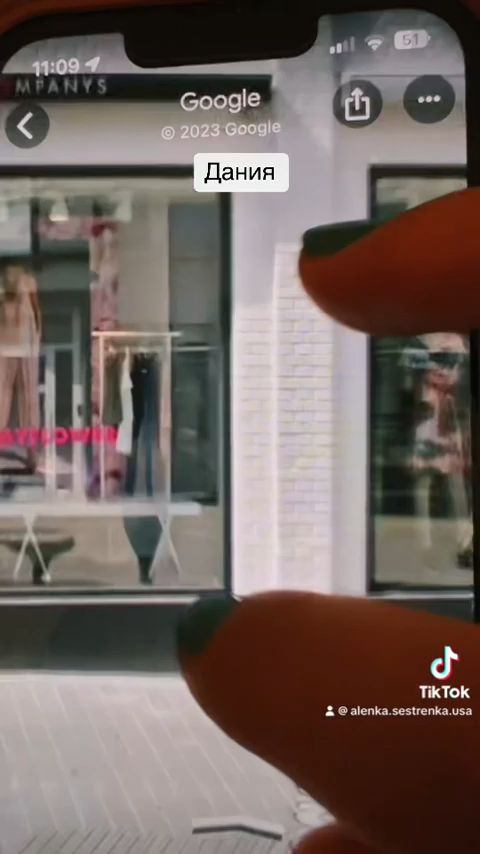 11:09
51
MPANYS
Google
© 2023 Google
Дания
TikTok
@ alenka.sestrenka.usa